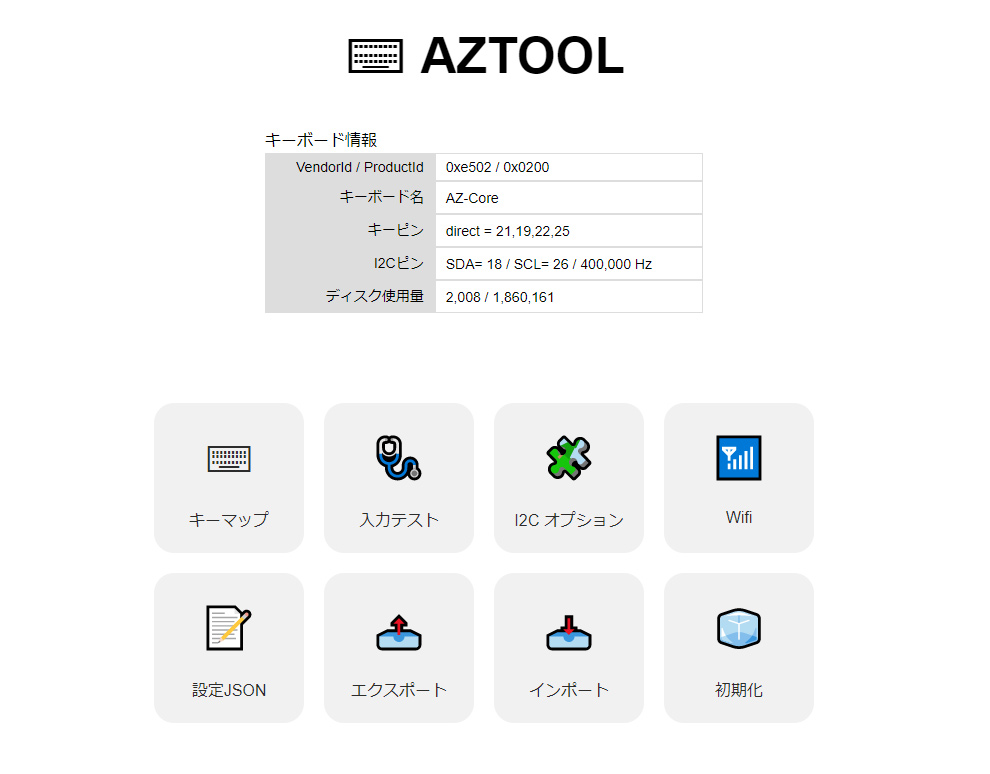 AZTOOL
キーボード情報
VendorId / ProductId 0xe502 / 0x0200
キーボード名 AZ-Core
キーピン direct = 21,19,22,25
I2Cピン SDA= 18 / SCL= 26 / 400,000 Hz
ディスク使用量 2,008 / 1,860,161
キーマップ 入力テスト I2C オプション Wifi
設定JSON エクスポート インポート 初期化